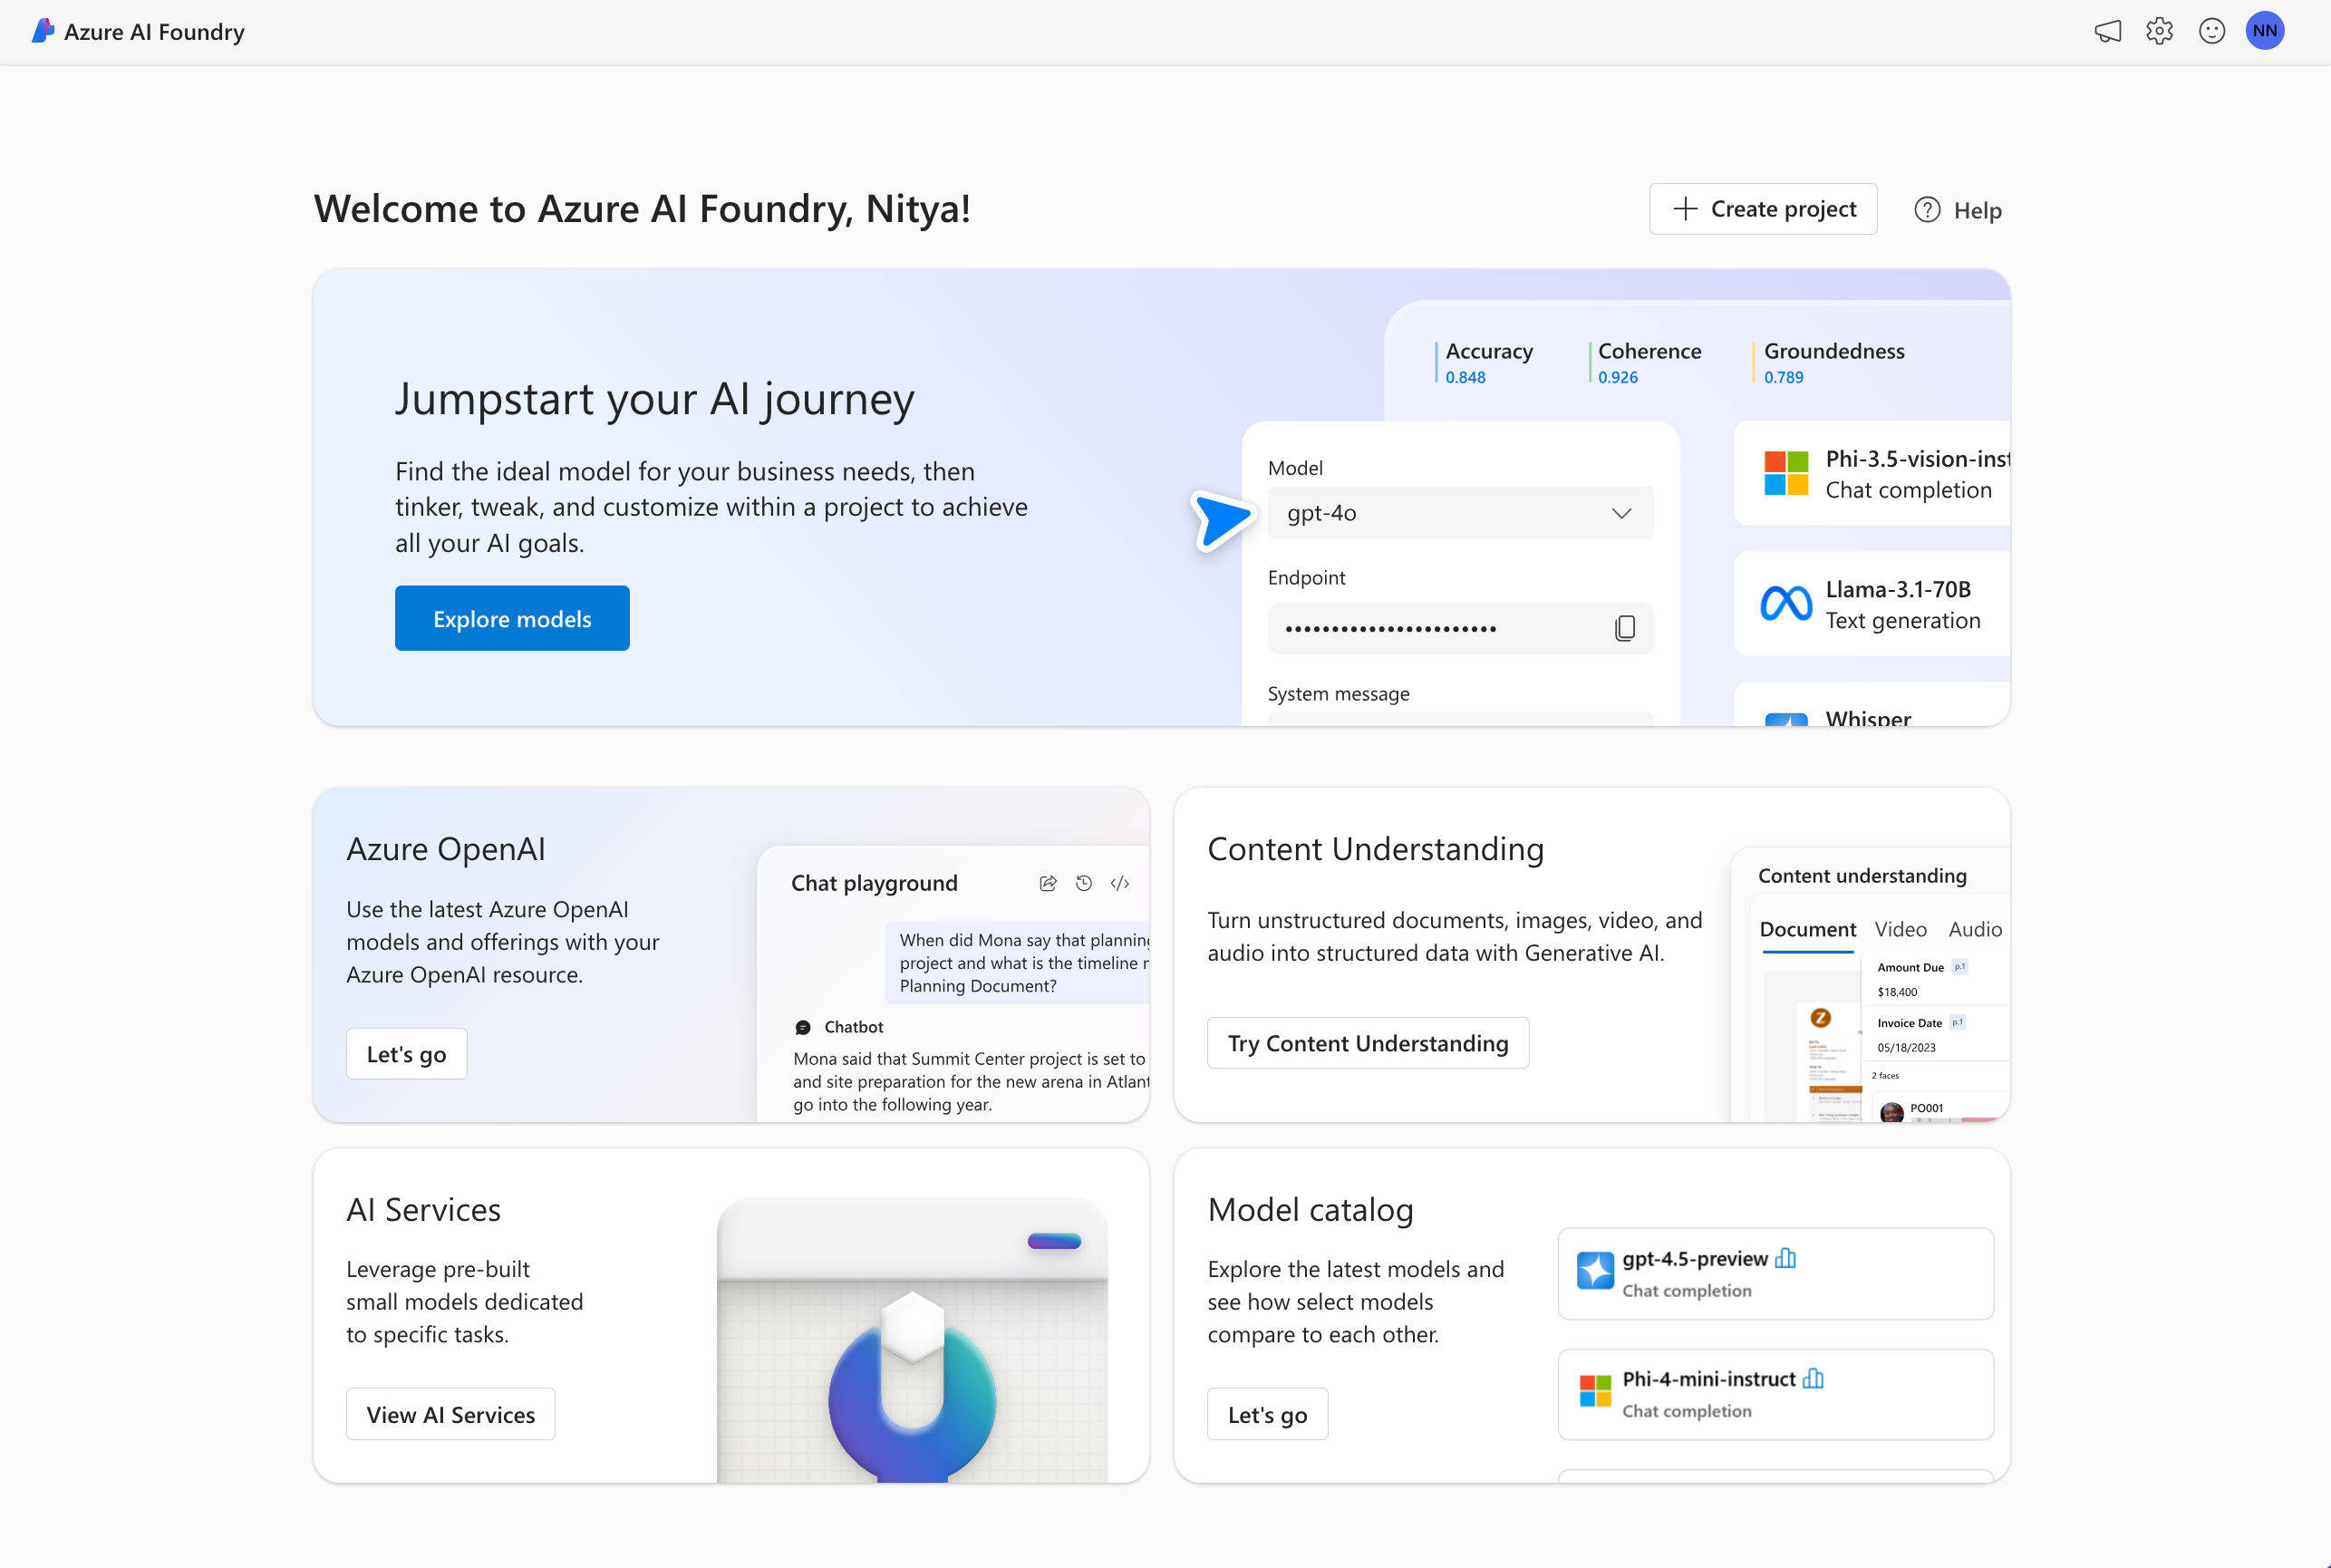 Azure AI Foundry
NN
Welcome to Azure AI Foundry, Nitya!
Create project
Help
Jumpstart your AI journey
Find the ideal model for your business needs, then
tinker, tweak, and customize within a project to achieve
all your AI goals.
Explore models
Accuracy
0.848
Coherence
0.926
Groundedness
0.789
Model
gpt-4o
Endpoint
System message
Phi-3.5-vision-inst
Chat completion
Llama-3.1-70B
Text generation
Whisper
Azure OpenAI
Use the latest Azure OpenAI
models and offerings with your
Azure OpenAI resource.
Let's go
Chat playground
When did Mona say that planning
project and what is the timeline
Planning Document?
Chatbot
Mona said that Summit Center project is set to
and site preparation for the new arena in Atlant
go into the following year.
Content Understanding
Turn unstructured documents, images, video, and
audio into structured data with Generative AI.
Try Content Understanding
Content understanding
Document Video Audio
Amount Due p.1
$18,400
Invoice Date p.1
05/18/2023
2 faces
PO001
Z
AI Services
Leverage pre-built
small models dedicated
to specific tasks.
View AI Services
Model catalog
Explore the latest models and
see how select models
compare to each other.
Let's go
gpt-4.5-preview
Chat completion
Phi-4-mini-instruct
Chat completion